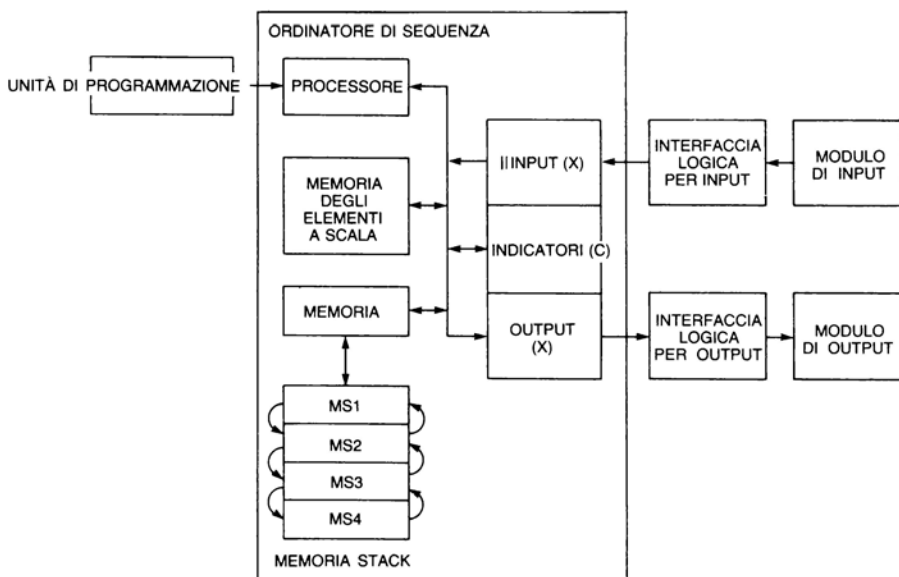 ORDINATORE DI SEQUENZA
UNITÀ DI PROGRAMMAZIONE
PROCESSORE
MEMORIA
DEGLI
ELEMENTI
A SCALA
MEMORIA
MS1
MS2
MS3
MS4
MEMORIA STACK
||INPUT (X)
INDICATORI (C)
OUTPUT
(X)
INTERFACCIA
LOGICA
PER INPUT
MODULO
DI INPUT
INTERFACCIA
LOGICA
PER OUTPUT
MODULO
DI OUTPUT